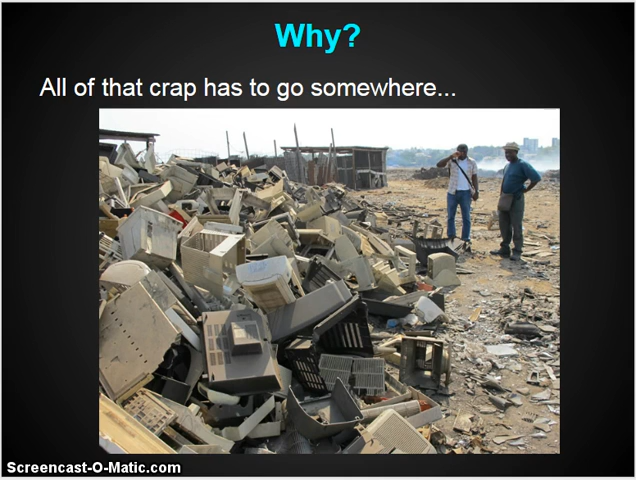 Why?
All of that crap has to go somewhere...
Screencast-O-Matic.com